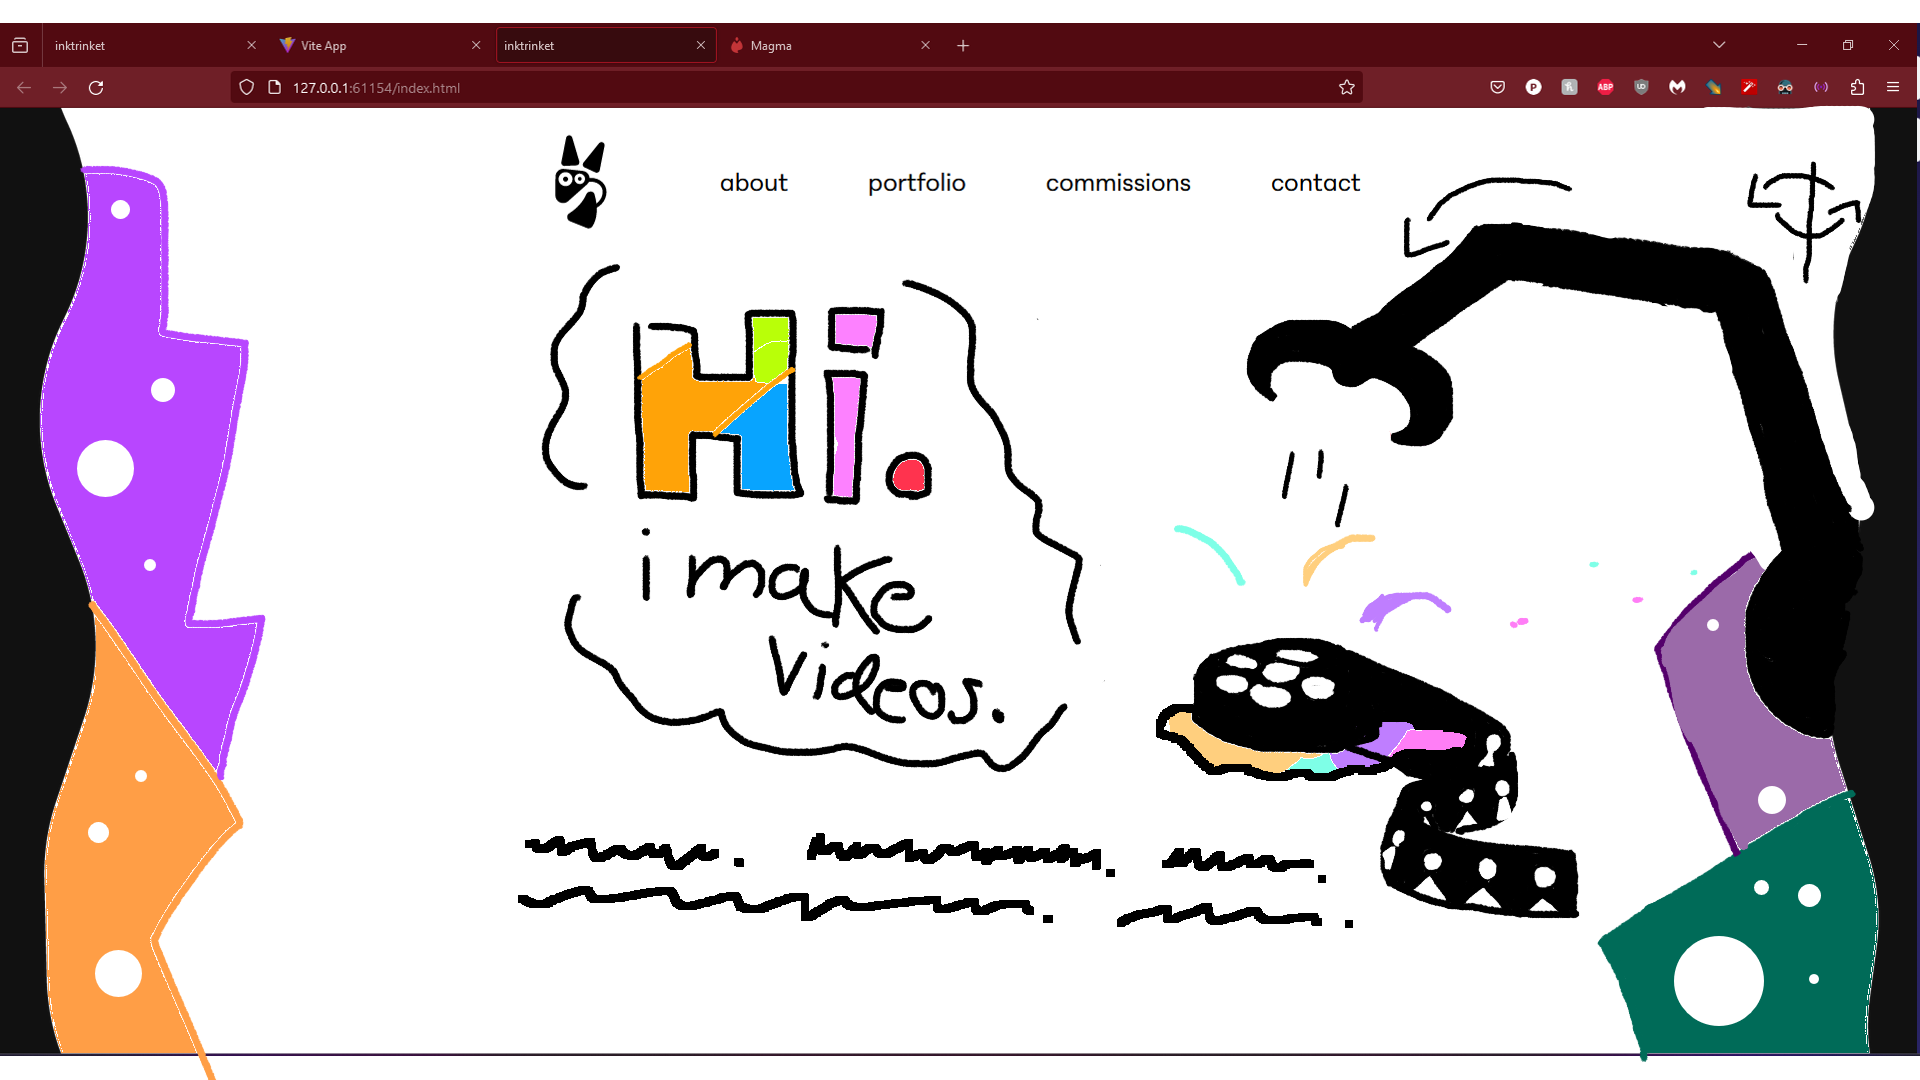 inktrinket
Vite App
inktrinket
Magma
127.0.0.1:61154/index.html
P
ABP
UD
about
portfolio
commissions
contact
Hi.
i make
videos.